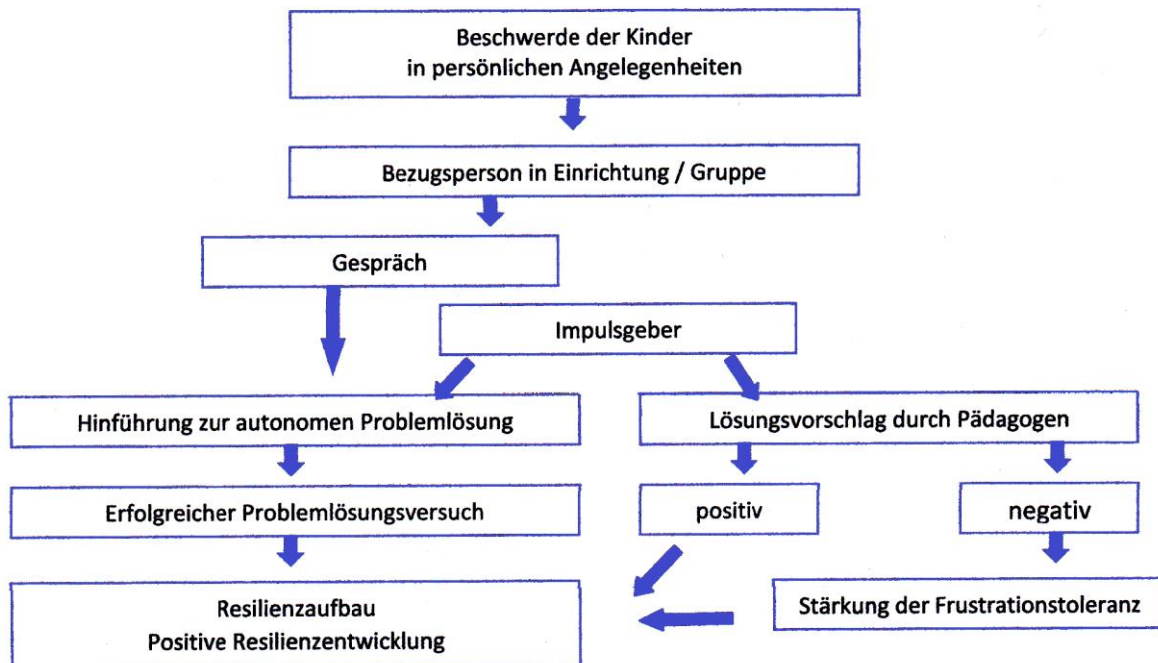 Beschwerde der Kinder
in persönlichen Angelegenheiten
Bezugsperson in Einrichtung / Gruppe
Gespräch
Impulsgeber
Hinführung zur autonomen Problemlösung
Lösungsvorschlag durch Pädagogen
Erfolgreicher Problemlösungsversuch
positiv
negativ
Resilienzaufbau
Positive Resilienzentwicklung
Stärkung der Frustrationstoleranz